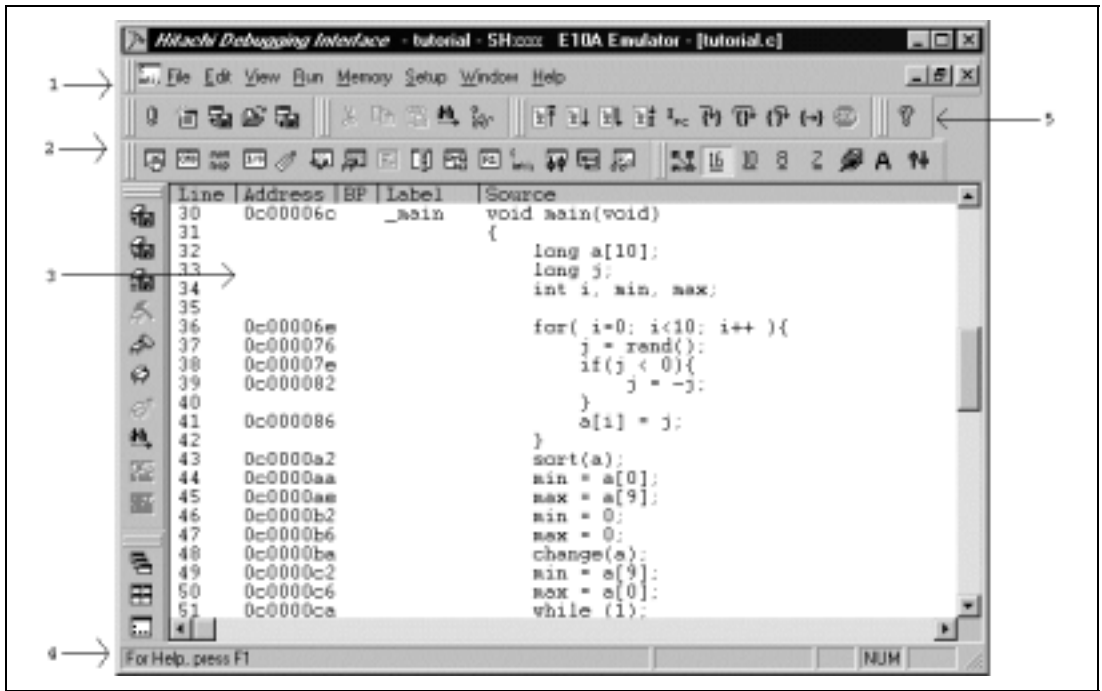 Hitachi Debugging Interface - tutorial - SH:xxxx E10A Emulator - [tutorial.c]
1
File Edit View Run Memory Setup Window Help
5
2
16 10 8 2 A
Line Address BP Label Source
30 0c00006c _main void main(void)
31 {
32 long a[10];
3
33 long j;
34 int i, min, max;
35
36 0c00006e for( i=0; i<10; i++ ){
37 0c000076 j = rand();
38 0c00007e if(j < 0){
39 0c000082 j = -j;
40 }
41 0c000086 a[i] = j;
42 }
43 0c0000a2 sort(a);
44 0c0000aa min = a[0];
45 0c0000ae max = a[9];
46 0c0000b2 min = 0;
47 0c0000b6 max = 0;
48 0c0000ba change(a);
49 0c0000c2 min = a[9];
50 0c0000c6 max = a[0];
51 0c0000ca while (1);
4
For Help, press F1 NUM